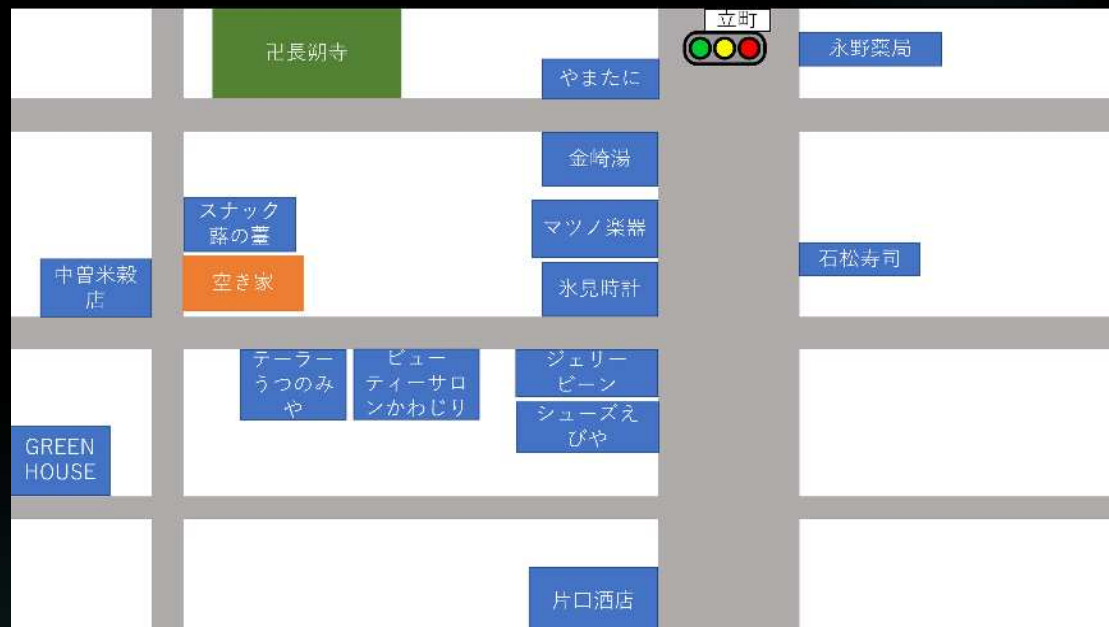 立町
卍長朔寺
永野薬局
やまたに
金崎湯
スナック
蕗の薹
マツノ楽器
石松寿司
中曽米穀
店
空き家
氷見時計
テーラー
うつのみ
や
ビュー
ティーサロ
ンかわじり
ジェリー
ビーン
シューズえ
びや
GREEN
HOUSE
片口酒店